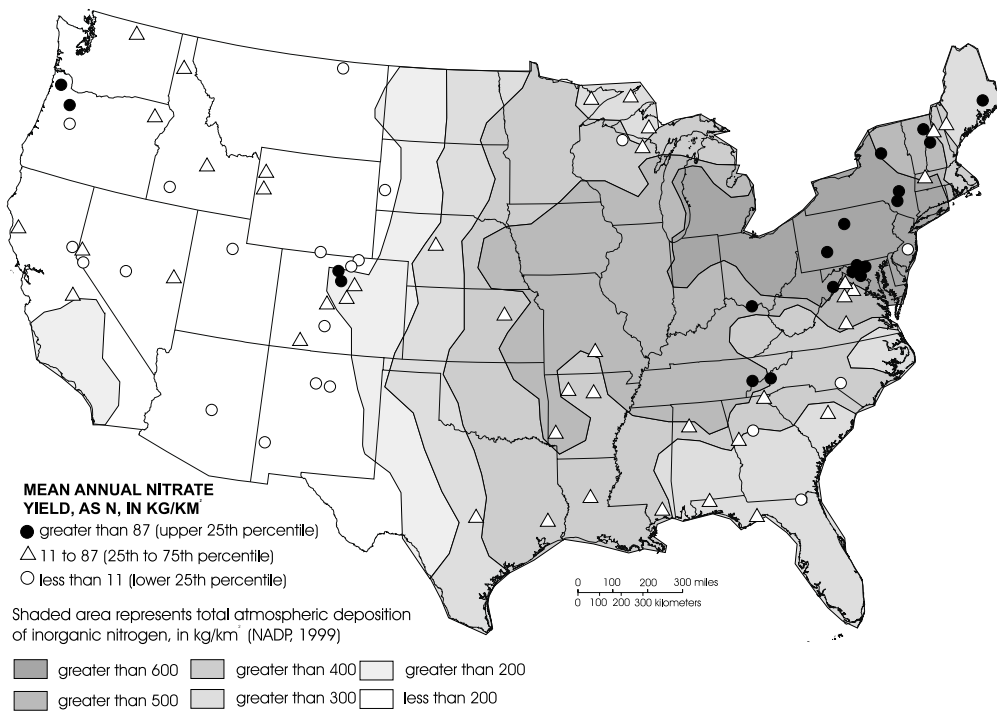 MEAN ANNUAL NITRATE
YIELD, AS N, IN KG/KM²
greater than 87 (upper 25th percentile)
11 to 87 (25th to 75th percentile)
less than 11 (lower 25th percentile)
0 100 200 300 miles
0 100 200 300 kilometers
Shaded area represents total atmospheric deposition
of inorganic nitrogen, in kg/km² (NADP, 1999)
greater than 600 greater than 400 greater than 200
greater than 500 greater than 300 less than 200